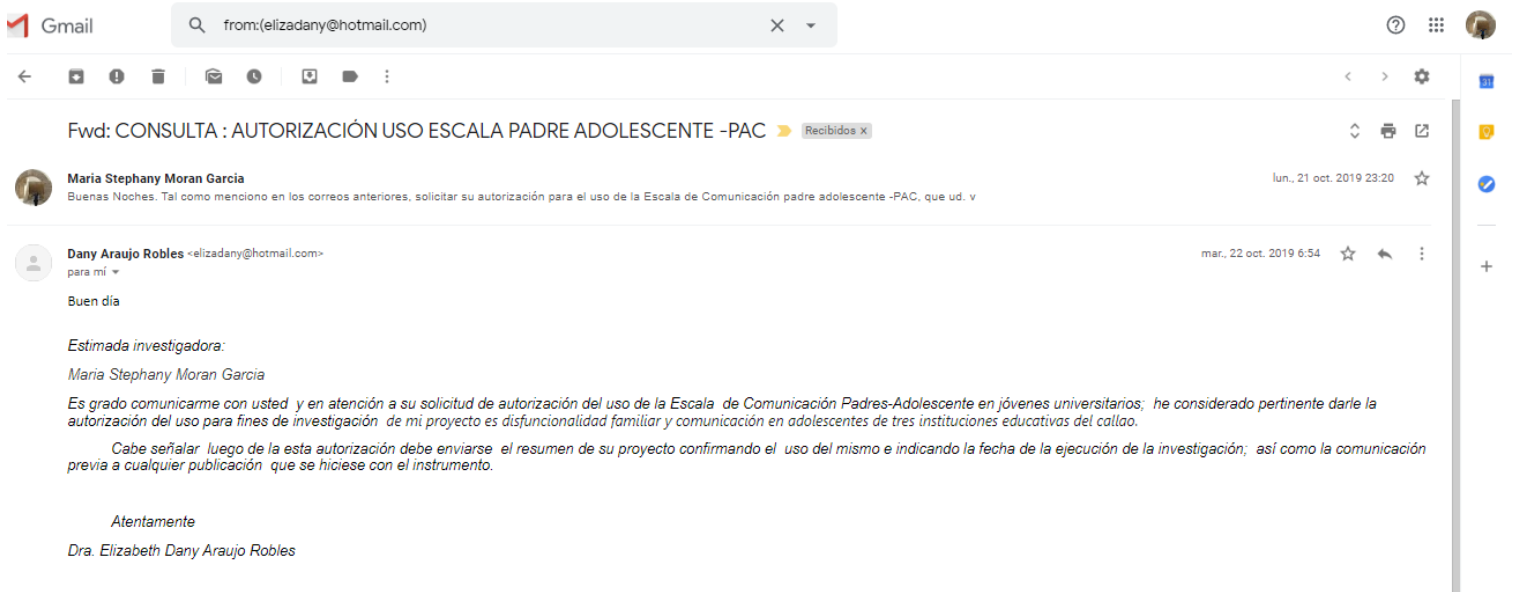 Gmail
from:(elizadany@hotmail.com)
Fwd: CONSULTA : AUTORIZACIÓN USO ESCALA PADRE ADOLESCENTE -PAC
Recibidos x
Maria Stephany Moran Garcia
lun., 21 oct. 2019 23:20
Buenas Noches. Tal como menciono en los correos anteriores, solicitar su autorización para el uso de la Escala de Comunicación padre adolescente -PAC, que ud. v
Dany Araujo Robles <elizadany@hotmail.com>
mar., 22 oct. 2019 6:54
para mí
Buen día
Estimada investigadora:
Maria Stephany Moran Garcia
Es grado comunicarme con usted y en atención a su solicitud de autorización del uso de la Escala de Comunicación Padres-Adolescente en jóvenes universitarios; he considerado pertinente darle la
autorización del uso para fines de investigación de mi proyecto es disfuncionalidad familiar y comunicación en adolescentes de tres instituciones educativas del callao.
Cabe señalar luego de la esta autorización debe enviarse el resumen de su proyecto confirmando el uso del mismo e indicando la fecha de la ejecución de la investigación; así como la comunicación
previa a cualquier publicación que se hiciese con el instrumento.
Atentamente
Dra. Elizabeth Dany Araujo Robles
31